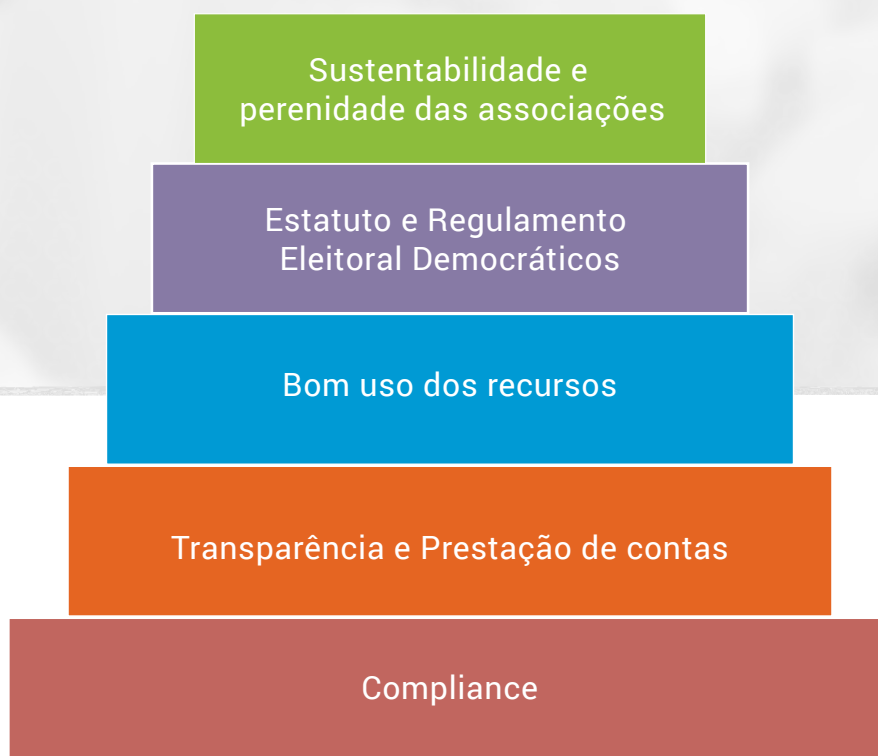 Sustentabilidade e
perenidade das associações
Estatuto e Regulamento
Eleitoral Democráticos
Bom uso dos recursos
Transparência e Prestação de contas
Compliance